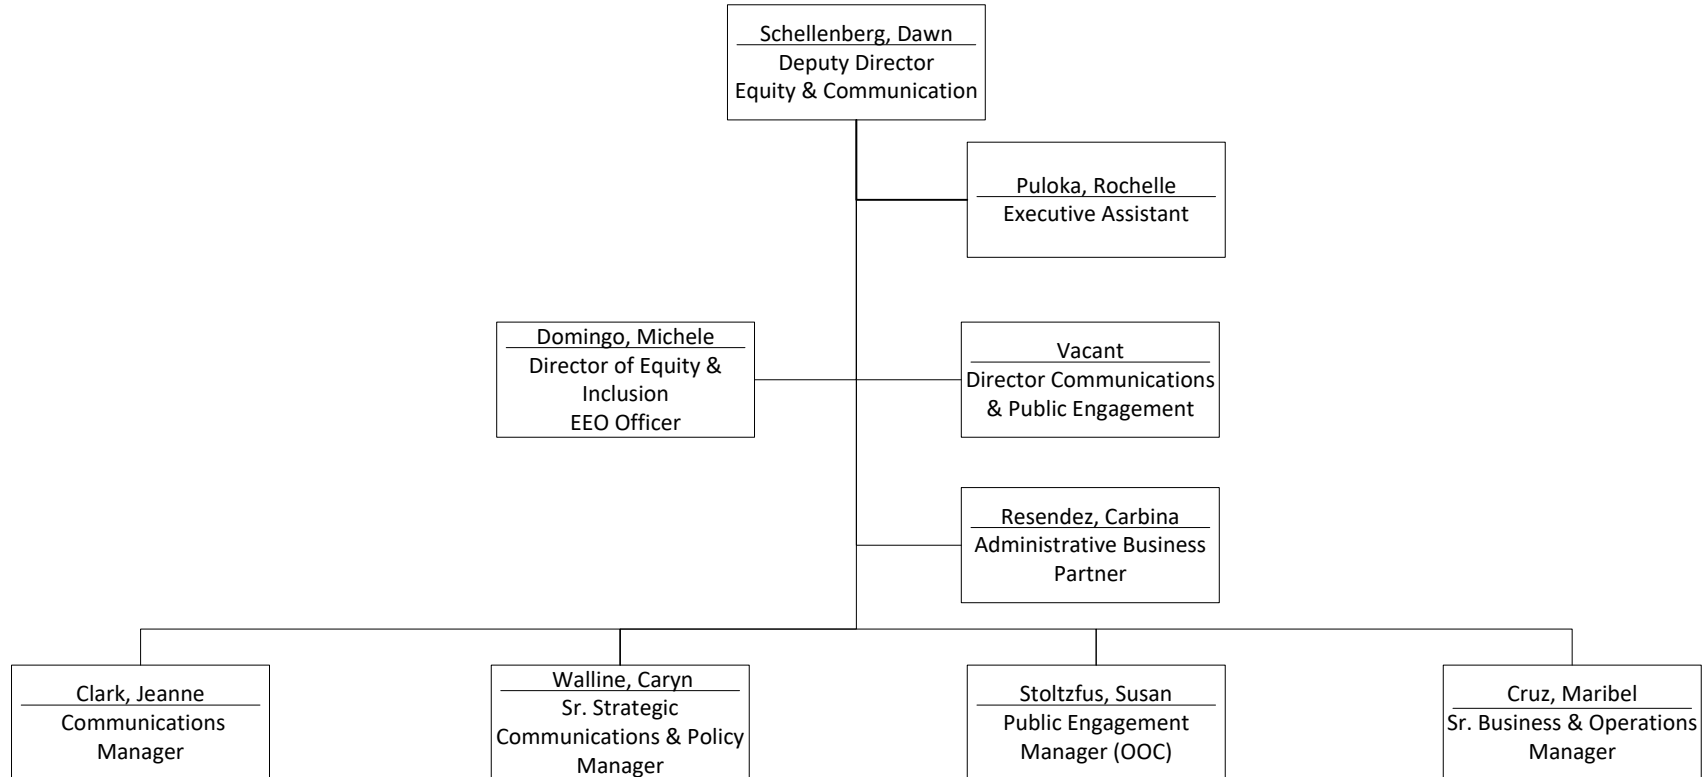 Schellenberg, Dawn
Deputy Director
Equity & Communication
Puloka, Rochelle
Executive Assistant
Domingo, Michele
Director of Equity &
Inclusion
EEO Officer
Vacant
Director Communications
& Public Engagement
Resendez, Carbina
Administrative Business
Partner
Clark, Jeanne
Communications
Manager
Walline, Caryn
Sr. Strategic
Communications & Policy
Manager
Stoltzfus, Susan
Public Engagement
Manager (OOC)
Cruz, Maribel
Sr. Business & Operations
Manager